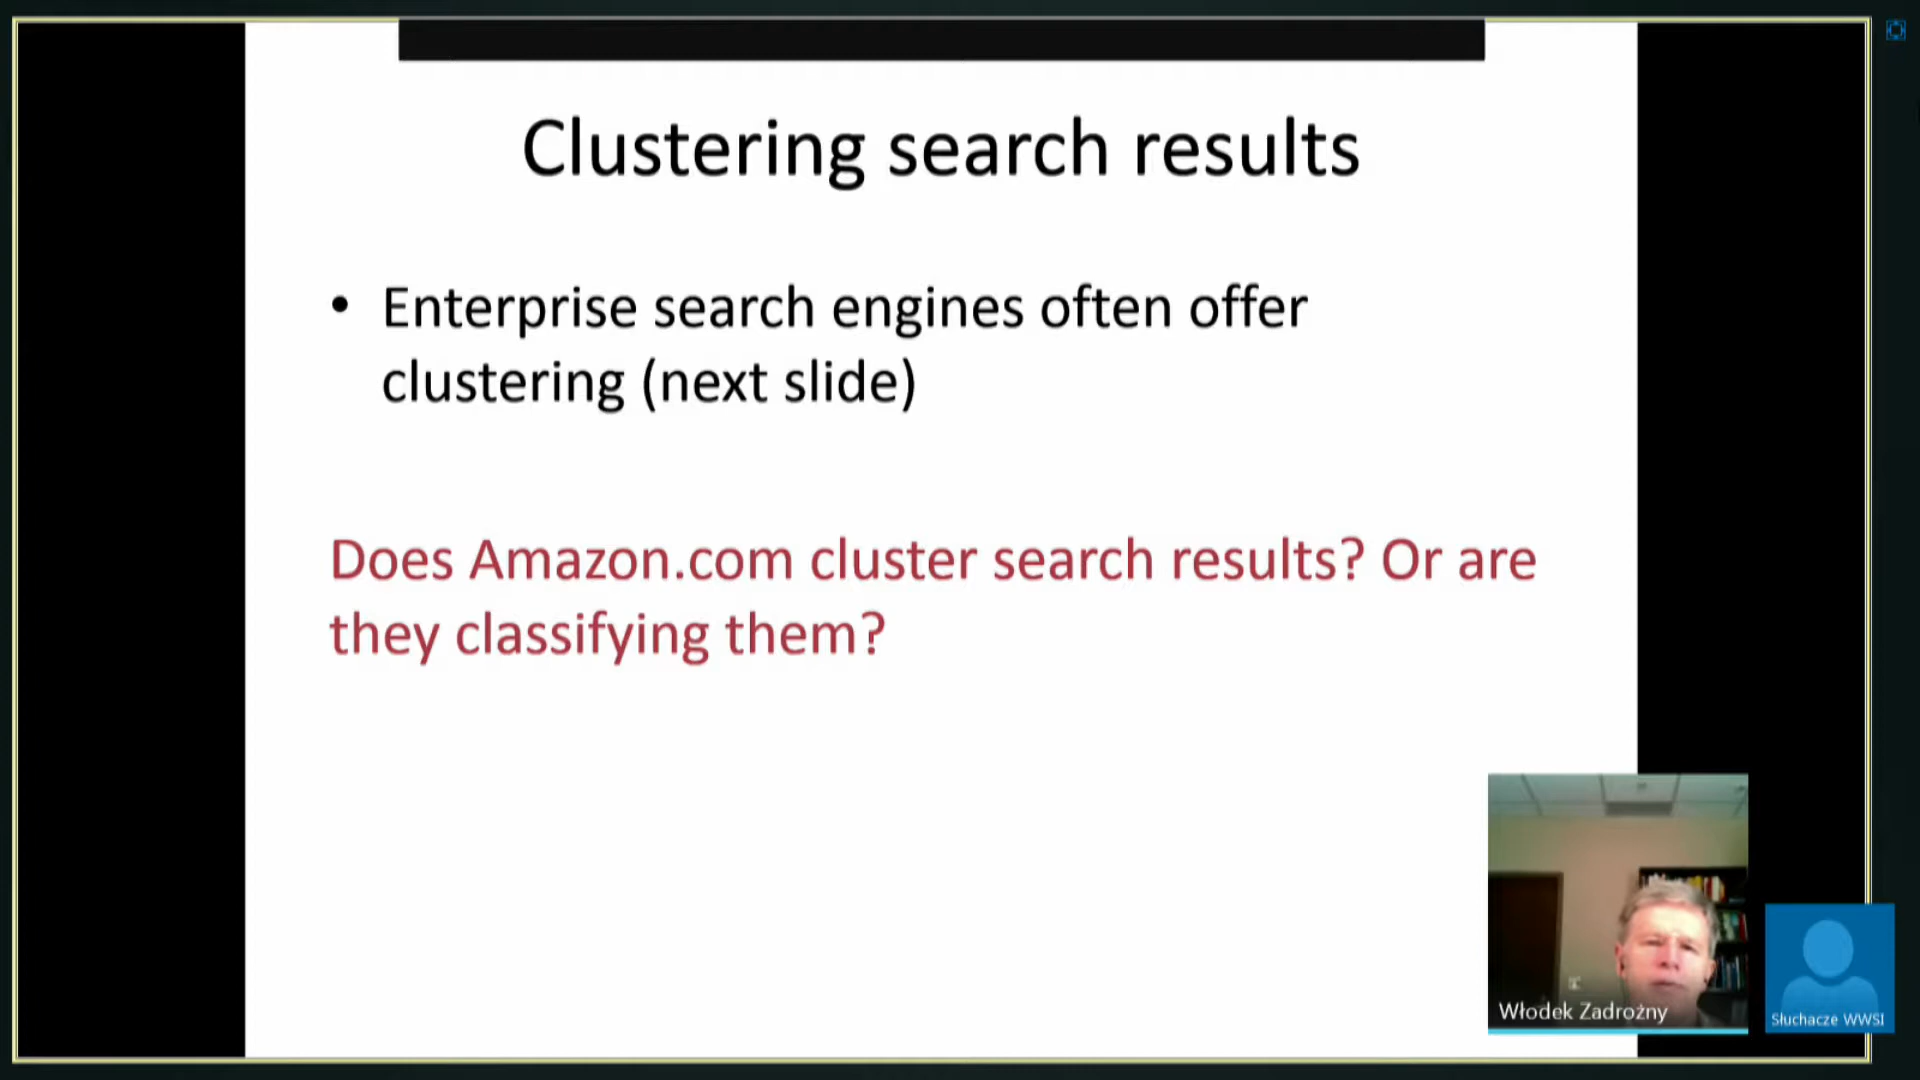 Clustering search results
• Enterprise search engines often offer
clustering (next slide)
Does Amazon.com cluster search results? Or are
they classifying them?
Włodek Zadrożny
Słuchacze WWSI